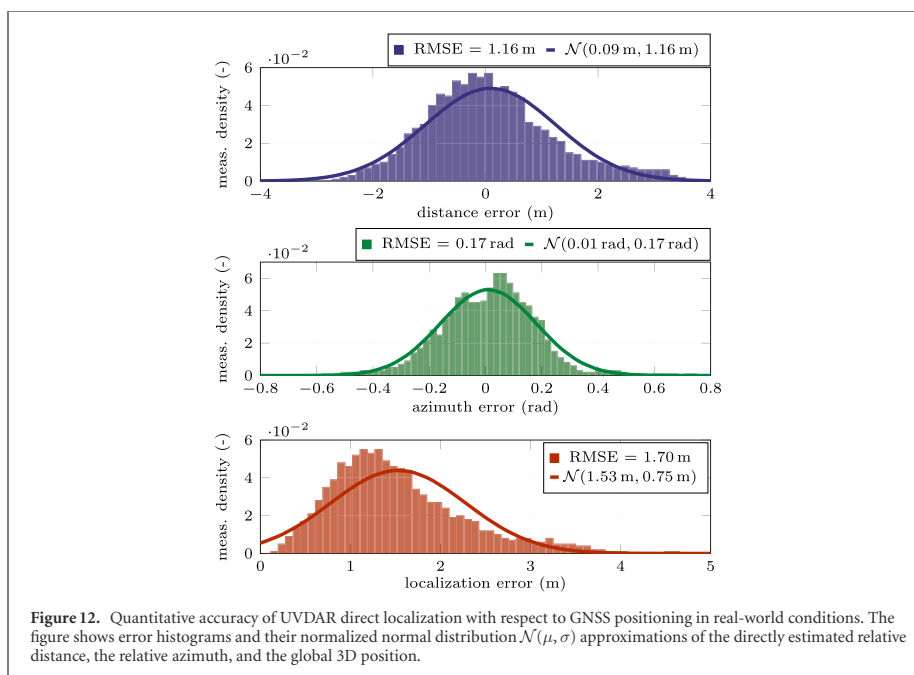 RMSE = 1.16 m N(0.09 m, 1.16 m)
·10⁻²
6
4
2
0
meas. density (-)
−4 −2 0 2 4
distance error (m)
RMSE = 0.17 rad N(0.01 rad, 0.17 rad)
·10⁻²
6
4
2
0
meas. density (-)
−0.8 −0.6 −0.4 −0.2 0 0.2 0.4 0.6 0.8
azimuth error (rad)
·10⁻²
6
4
2
0
meas. density (-)
RMSE = 1.70 m
N(1.53 m, 0.75 m)
0 1 2 3 4 5
localization error (m)
Figure 12. Quantitative accuracy of UVDAR direct localization with respect to GNSS positioning in real-world conditions. The
figure shows error histograms and their normalized normal distribution N(μ, σ) approximations of the directly estimated relative
distance, the relative azimuth, and the global 3D position.